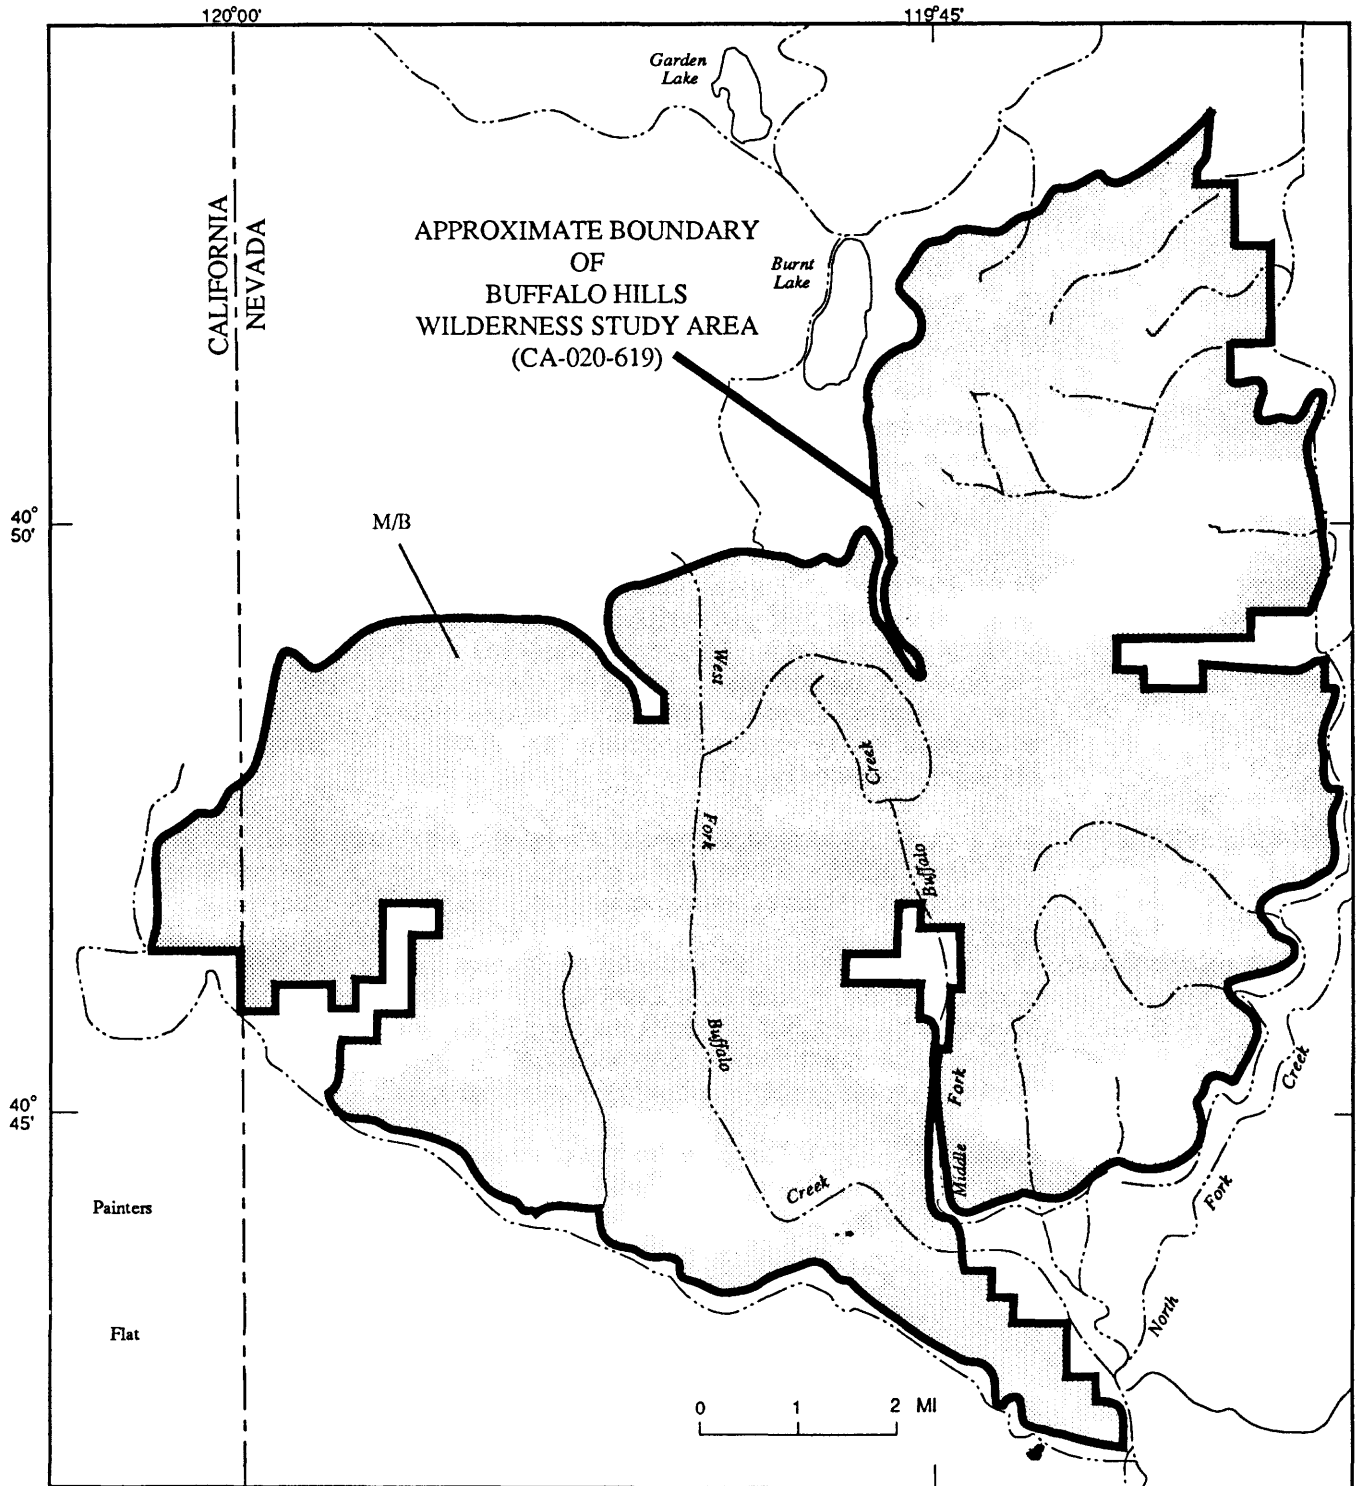 120°00'
119°45'
Garden
Lake
CALIFORNIA
NEVADA
APPROXIMATE BOUNDARY
OF
BUFFALO HILLS
WILDERNESS STUDY AREA
(CA-020-619)
Burnt
Lake
40°
50'
M/B
West
Creek
Fork
Buffalo
Buffalo
Fork
Creek
40°
45'
Middle
Creek
Fork
Painters
Flat
North
0 1 2 MI